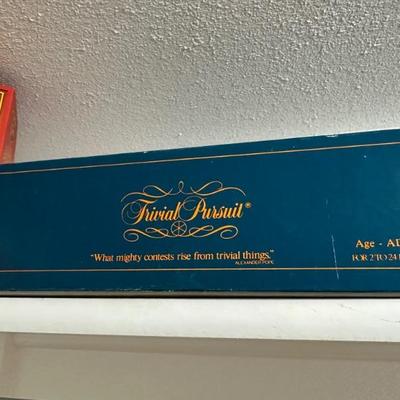 Trivial Pursuit®
"What mighty contests rise from trivial things."
ALEXANDER POPE
Age - AD
FOR 2 TO 24